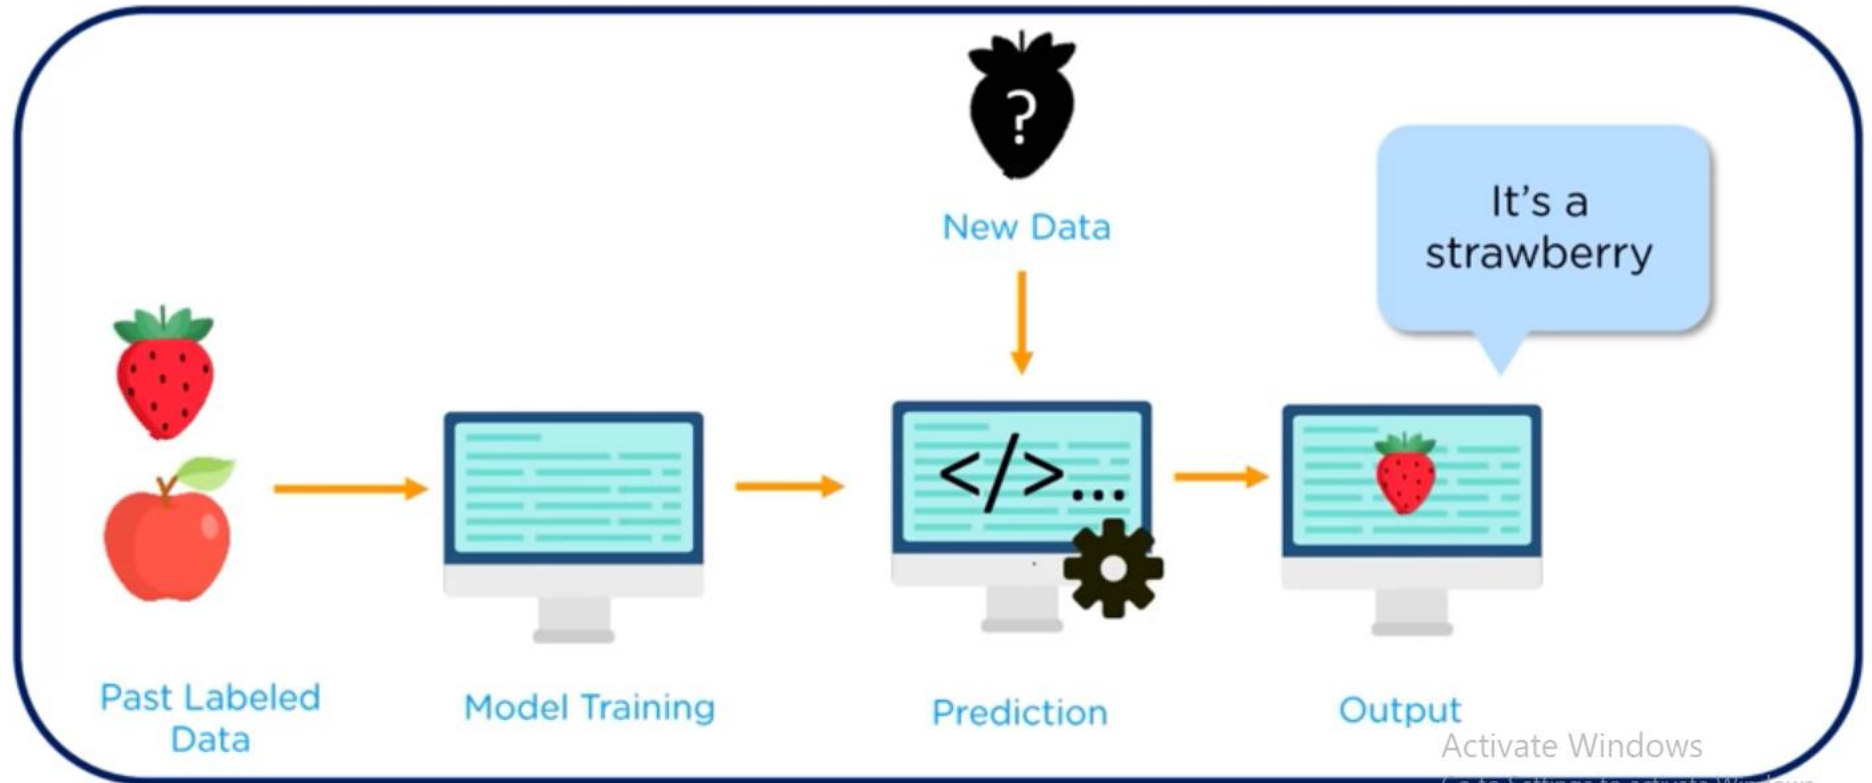 ?
New Data
It's a
strawberry
</>...
Past Labeled
Data
Model Training
Prediction
Output
Activate Windows